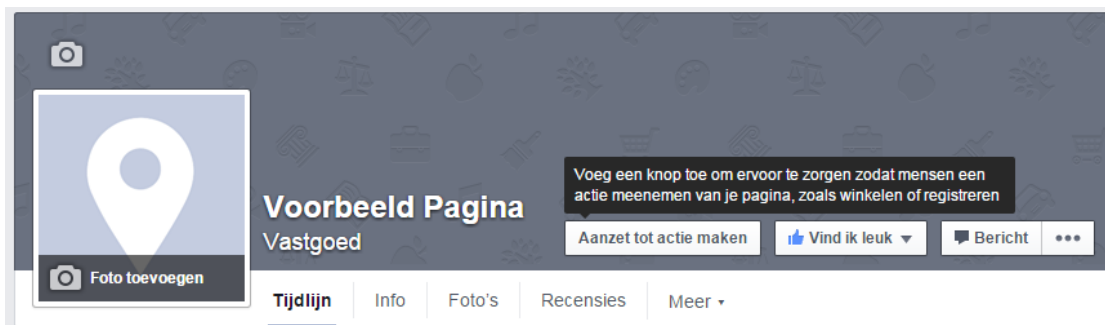 Voeg een knop toe om ervoor te zorgen zodat mensen een
actie meenemen van je pagina, zoals winkelen of registreren
Voorbeeld Pagina
Vastgoed
Aanzet tot actie maken
Vind ik leuk
Bericht
Foto toevoegen
Tijdlijn
Info
Foto's
Recensies
Meer